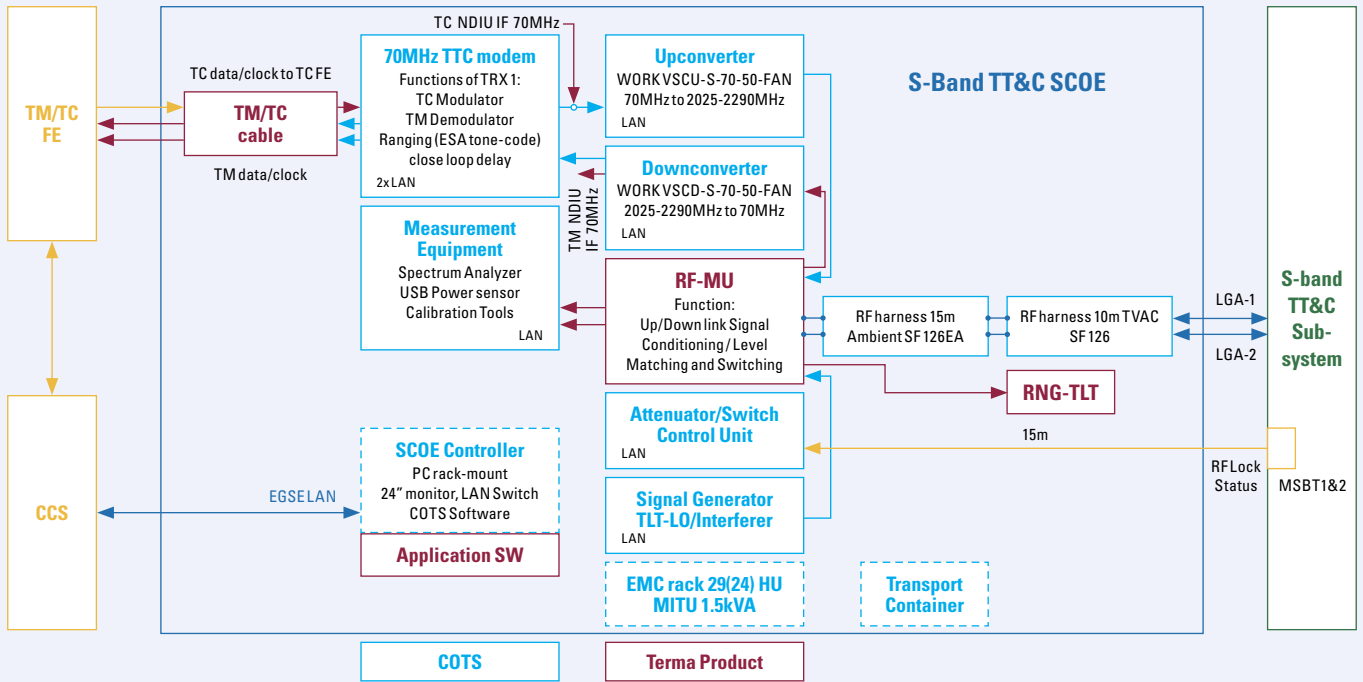 TC NDIU IF 70MHz
TM/TC
FE
TC data/clock to TC FE
TM/TC
cable
TM data/clock
70MHz TTC modem
Functions of TRX 1:
TC Modulator
TM Demodulator
Ranging (ESA tone-code)
close loop delay
2x LAN
Upconverter
WORK VSCU-S-70-50-FAN
70MHz to 2025-2290MHz
LAN
S-Band TT&C SCOE
Downconverter
WORK VSCD-S-70-50-FAN
2025-2290MHz to 70MHz
LAN
TM NDIU
IF 70MHz
Measurement
Equipment
Spectrum Analyzer
USB Power sensor
Calibration Tools
LAN
RF-MU
Function:
Up/Down link Signal
Conditioning / Level
Matching and Switching
RF harness 15m
Ambient SF 126EA
RF harness 10m TVAC
SF 126
LGA-1
LGA-2
S-band
TT&C
Sub-
system
RNG-TLT
Attenuator/Switch
Control Unit
LAN
15m
RF Lock
Status
MSBT1&2
CCS
EGSE LAN
SCOE Controller
PC rack-mount
24” monitor, LAN Switch
COTS Software
Application SW
Signal Generator
TLT-LO/Interferer
LAN
EMC rack 29(24) HU
MITU 1.5kVA
Transport
Container
COTS
Terma Product